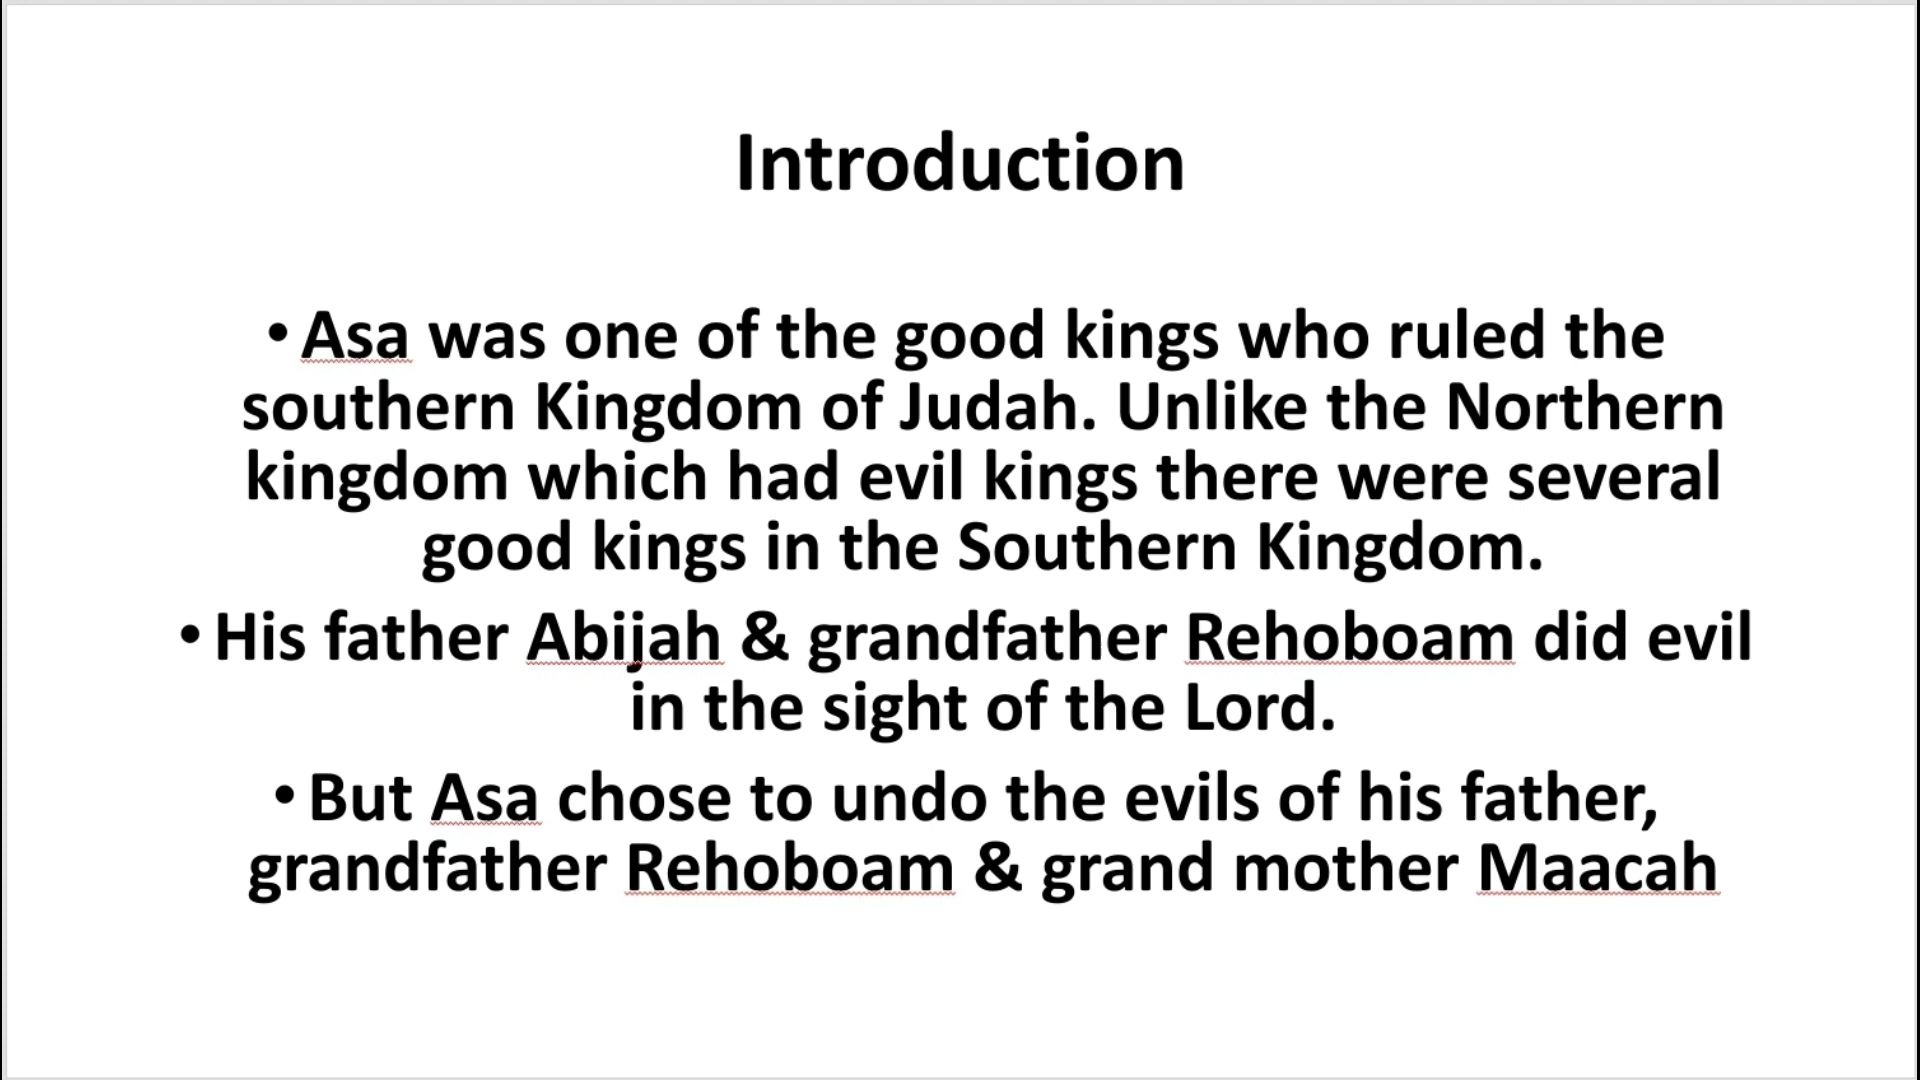 Introduction
•Asa was one of the good kings who ruled the
southern Kingdom of Judah. Unlike the Northern
kingdom which had evil kings there were several
good kings in the Southern Kingdom.
•His father Abijah & grandfather Rehoboam did evil
in the sight of the Lord.
•But Asa chose to undo the evils of his father,
grandfather Rehoboam & grand mother Maacah